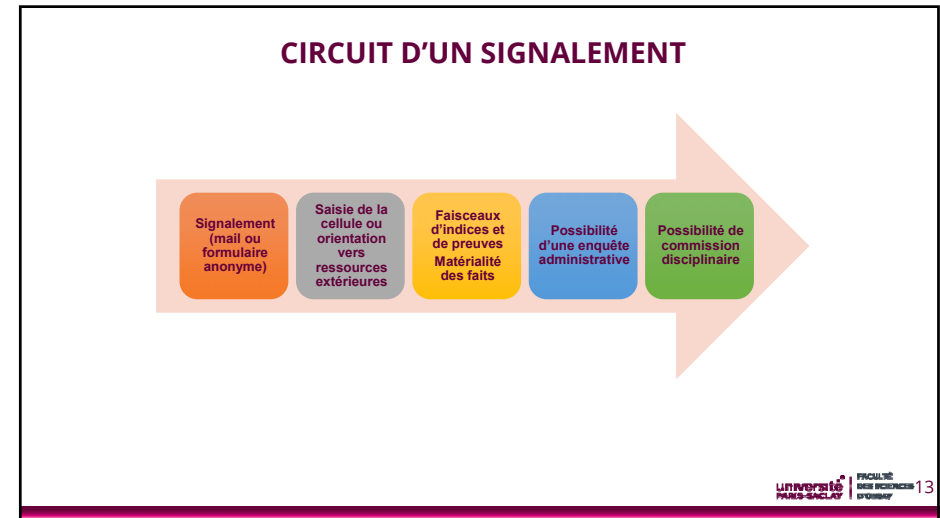 CIRCUIT D’UN SIGNALEMENT
Signalement
(mail ou
formulaire
anonyme)
Saisie de la
cellule ou
orientation
vers
ressources
extérieures
Faisceaux
d’indices et
de preuves
Matérialité
des faits
Possibilité
d’une enquête
administrative
Possibilité de
commission
disciplinaire
université
PARIS-SACLAY
FACULTÉ
DES SCIENCES
D’ORSAY
13